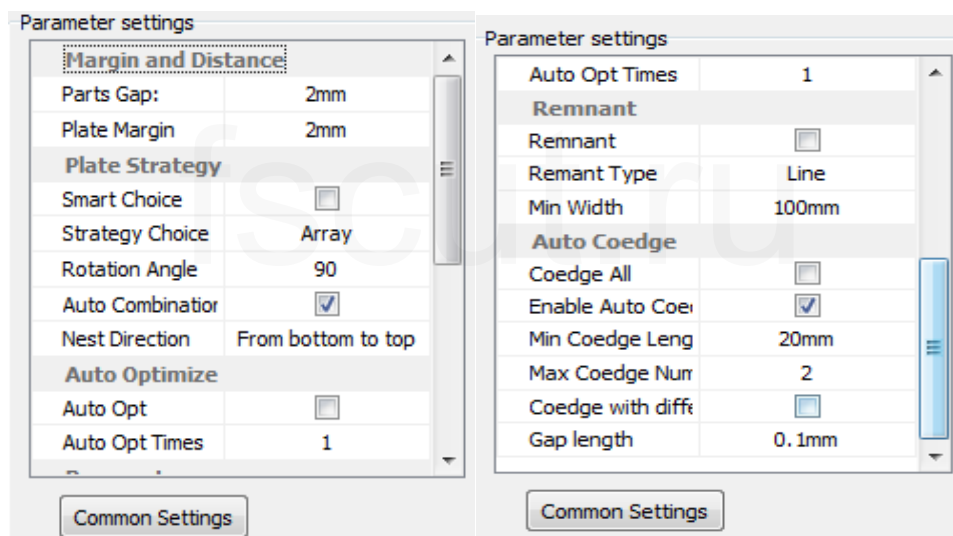 Parameter settings
Margin and Distance
Parts Gap: 2mm
Plate Margin 2mm
Plate Strategy
Smart Choice
Strategy Choice Array
Rotation Angle 90
Auto Combination
Nest Direction From bottom to top
Auto Optimize
Auto Opt
Auto Opt Times 1
Common Settings
Parameter settings
Auto Opt Times 1
Remnant
Remnant
Remant Type Line
Min Width 100mm
Auto Coedge
Coedge All
Enable Auto Coe
Min Coedge Leng 20mm
Max Coedge Num 2
Coedge with diffe
Gap length 0.1mm
Common Settings
fscut.ru